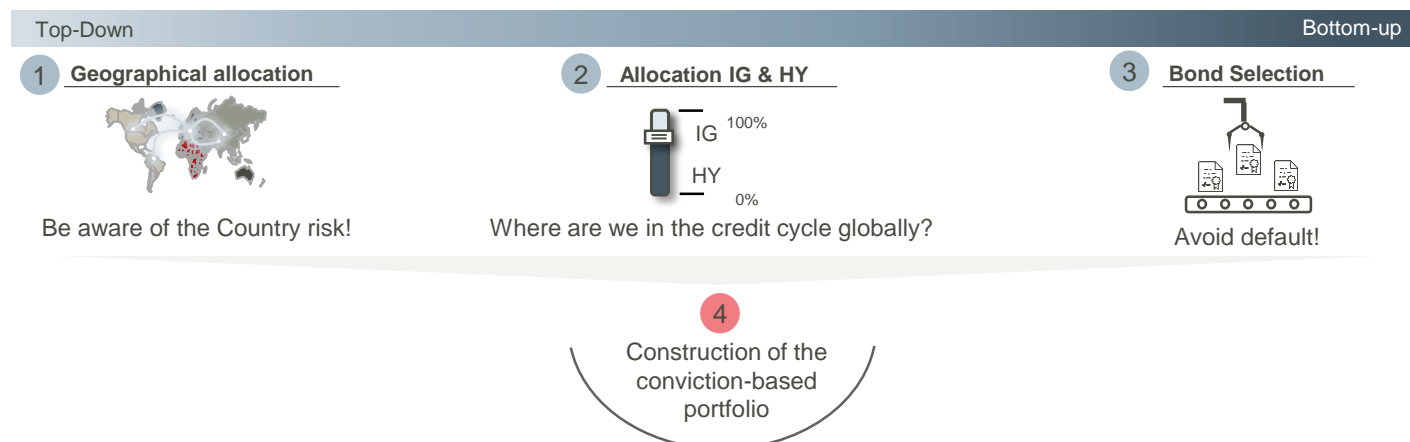 Top-Down
Bottom-up
1
Geographical allocation
2
Allocation IG & HY
3
Bond Selection
IG
100%
HY
0%
Be aware of the Country risk!
Where are we in the credit cycle globally?
Avoid default!
4
Construction of the
conviction-based
portfolio